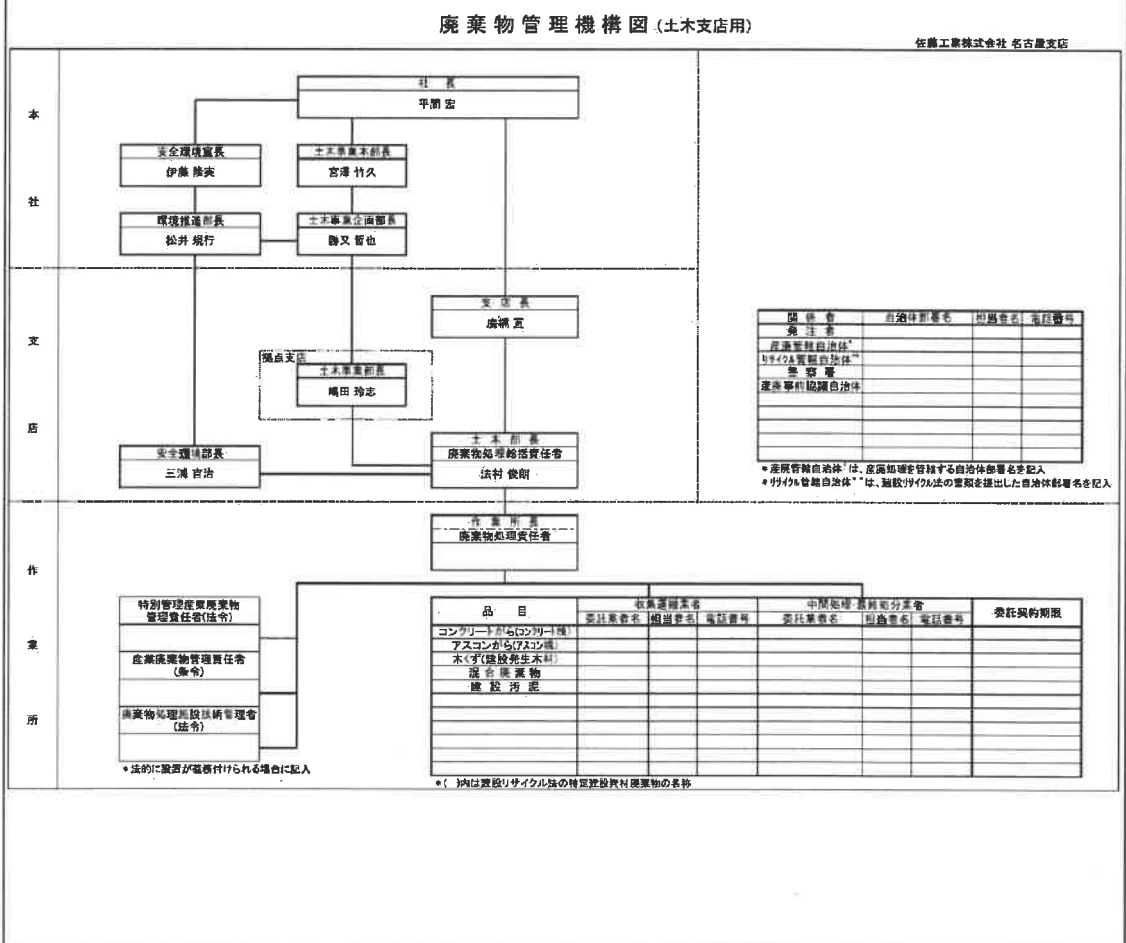 廃棄物管理機構図(土木支店用)
佐藤工業株式会社 名古屋支店
本社
社長
平間 宏
安全環境室長
伊藤 隆実
土木事業本部長
宮澤 竹久
環境推進部長
松井 規行
土木事業企画部長
勝又 哲也
支店
支店長
廣綱 亘
拠点支店
土木事業部長
嶋田 玲志
安全環境部長
三浦 官治
土木部長
廃棄物処理総括責任者
法村 俊朗
関係者 自治体部署名 担当者名 電話番号
発注者
産廃管轄自治体*
リサイクル管轄自治体**
警察署
産廃事前協議自治体
*産廃管轄自治体*は、産廃処理を管轄する自治体部署名を記入
*リサイクル管轄自治体**は、建設リサイクル法の書類を提出した自治体部署名を記入
作業所
作業所長
廃棄物処理責任者
特別管理産業廃棄物
管理責任者(法令)
産業廃棄物管理責任者
(条令)
廃棄物処理施設技術管理者
(法令)
*法的に設置が義務付けられる場合に記入
品目 収集運搬業者 中間処理・最終処分業者 委託契約期限
委託業者名 担当者名 電話番号 委託業者名 担当者名 電話番号
コンクリートがら(コンクリート塊)
アスコンがら(アスコン塊)
木くず(建設発生木材)
混合廃棄物
建設汚泥
*( )内は建設リサイクル法の特定建設資材廃棄物の名称